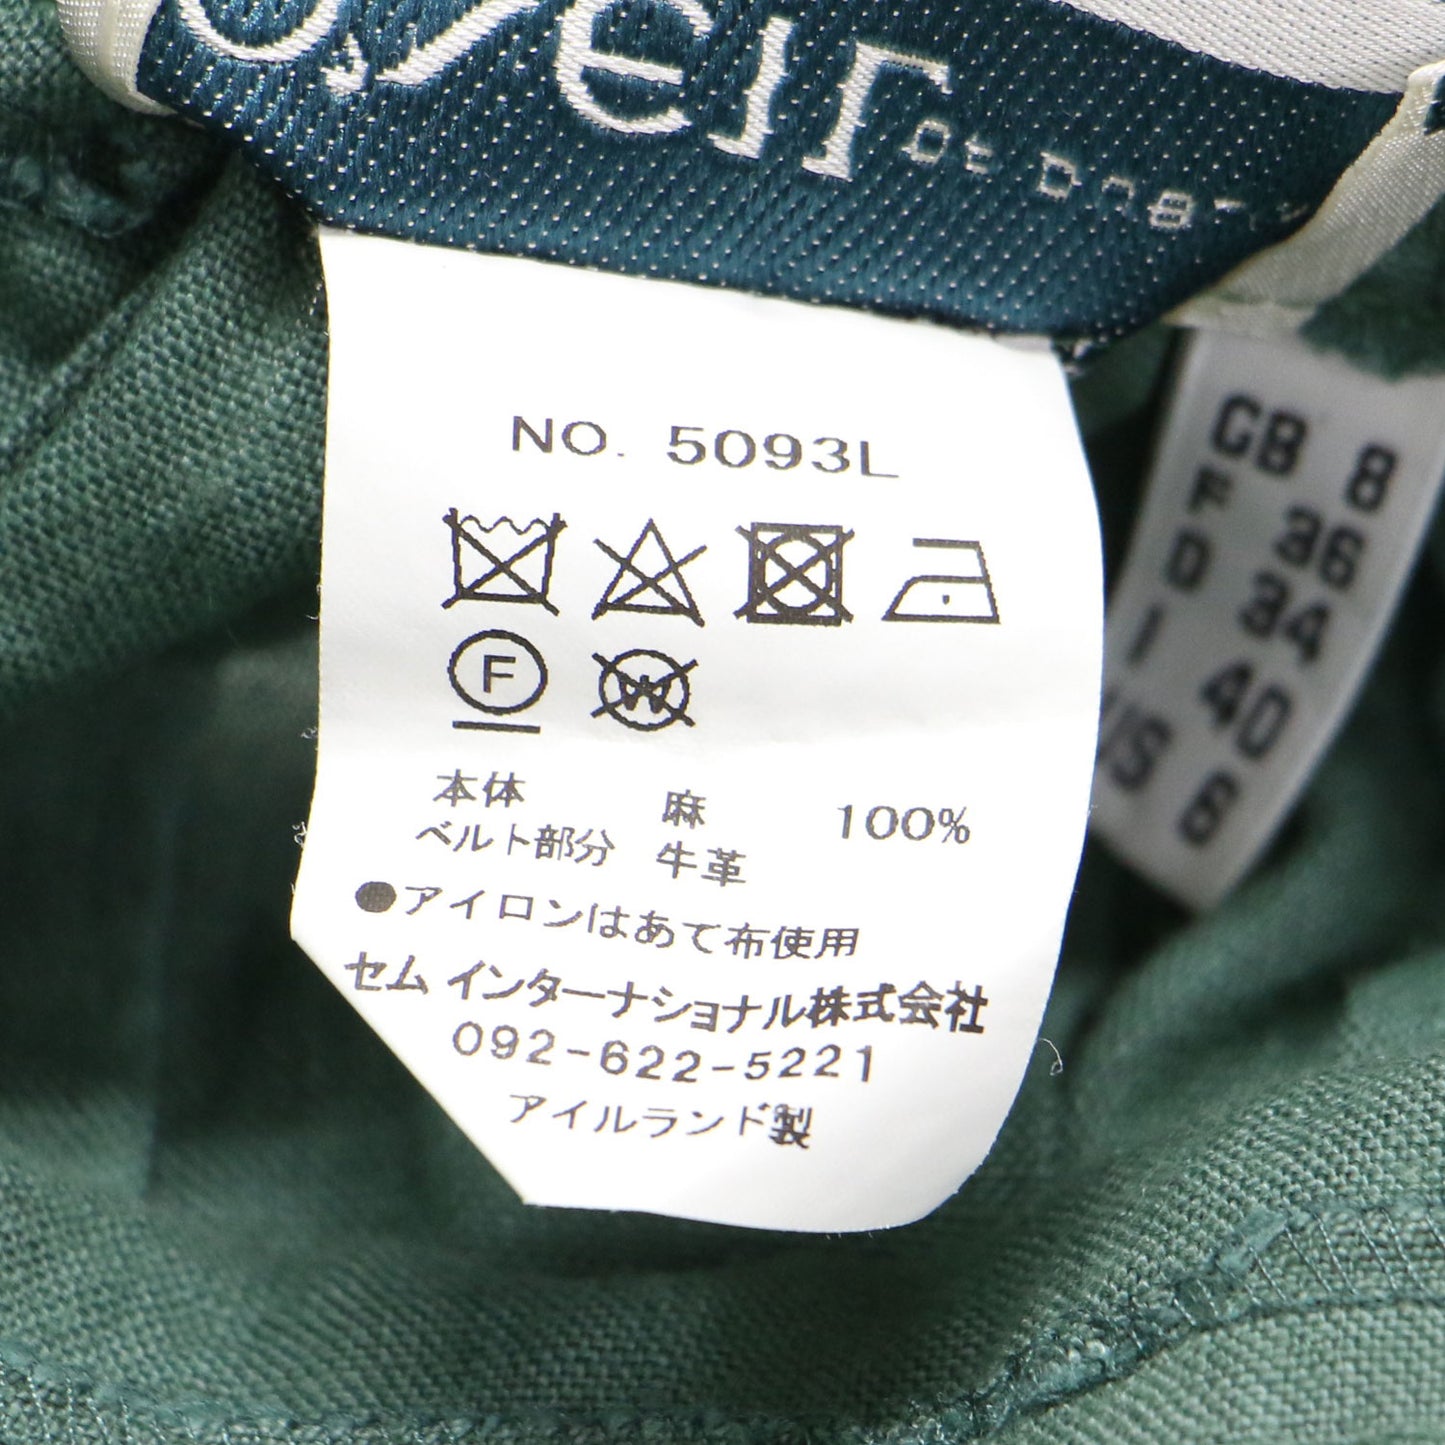 NO. 5093L
F
W
本体 麻 100%
ベルト部分 牛革
●アイロンはあて布使用
セム インターナショナル株式会社
092-622-5221
アイルランド製
GB 8
F 36
D 34
I 40
/S 6